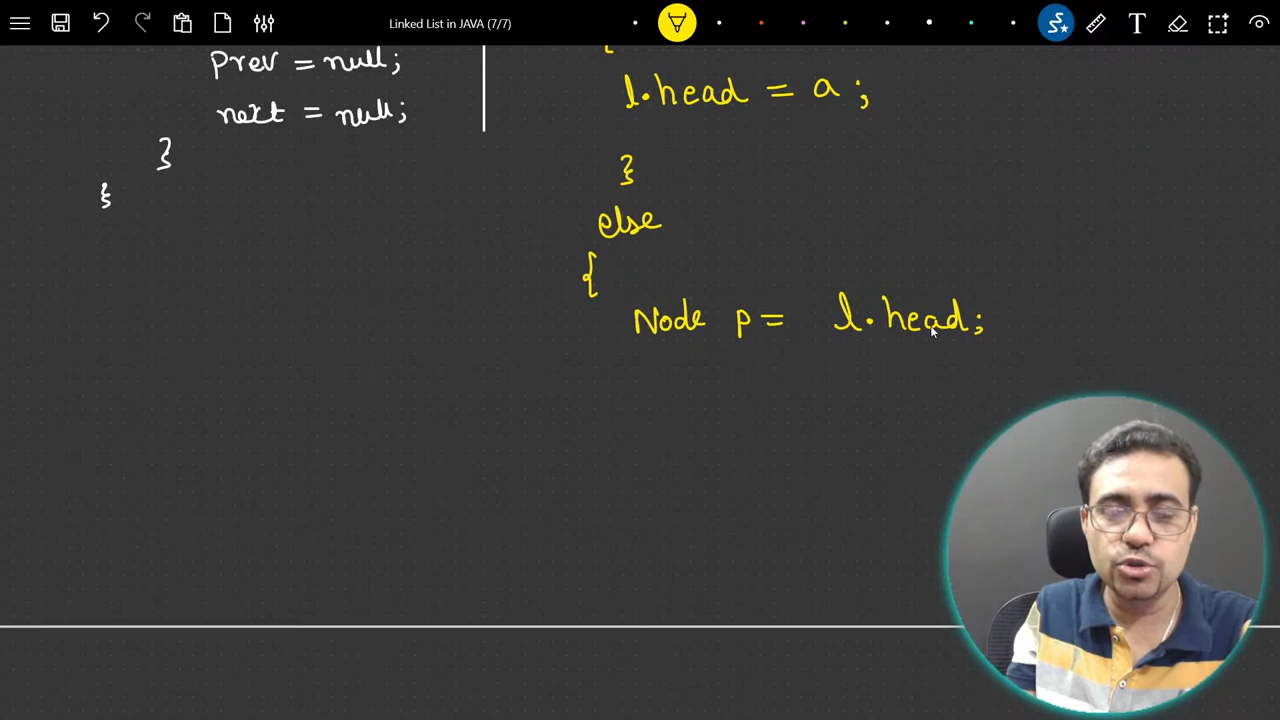 Linked List in JAVA (7/7)
T
prev = null;
next = null;
}
}
{
l.head = a ;
}
else
{
Node p = l.head;